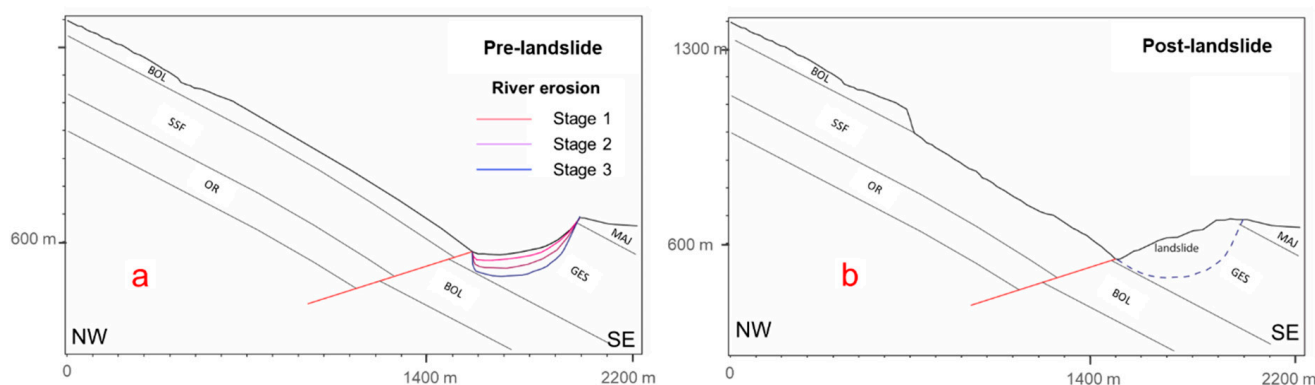 Pre-landslide
River erosion
Stage 1
Stage 2
Stage 3
BOL
SSF
OR
BOL
GES
MAJ
600 m
a
NW
SE
0
1400 m
2200 m
Post-landslide
1300 m
BOL
SSF
OR
BOL
landslide
GES
MAJ
600 m
b
NW
SE
0
1400 m
2200 m